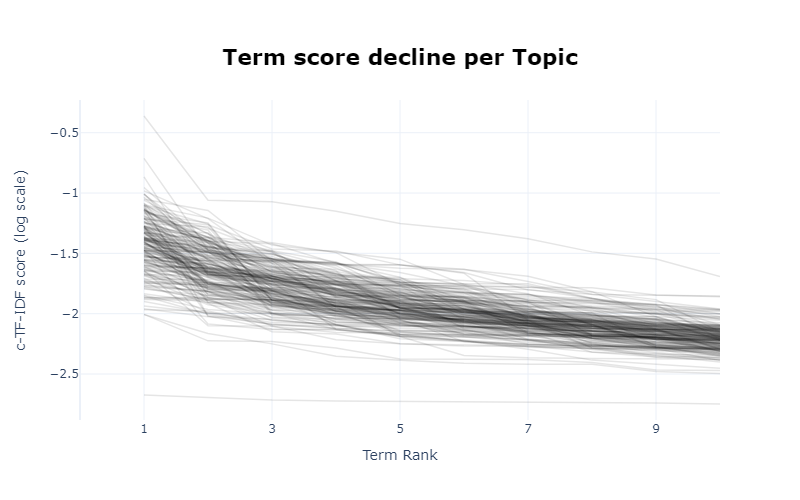 Term score decline per Topic
c-TF-IDF score (log scale)
−0.5
−1
−1.5
−2
−2.5
1 3 5 7 9
Term Rank